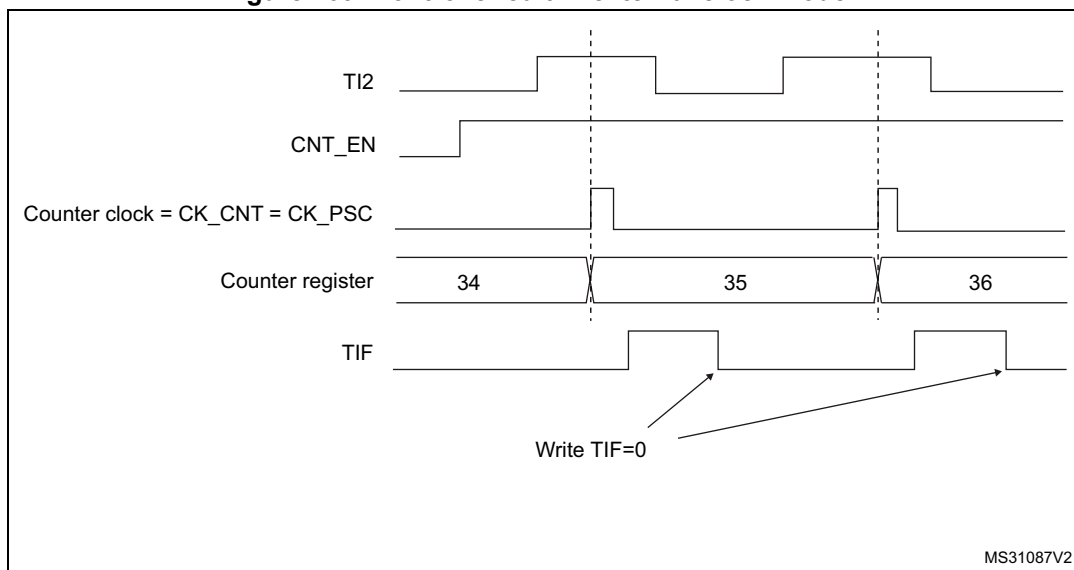 TI2
CNT_EN
Counter clock = CK_CNT = CK_PSC
Counter register 34 35 36
TIF
Write TIF=0
MS31087V2